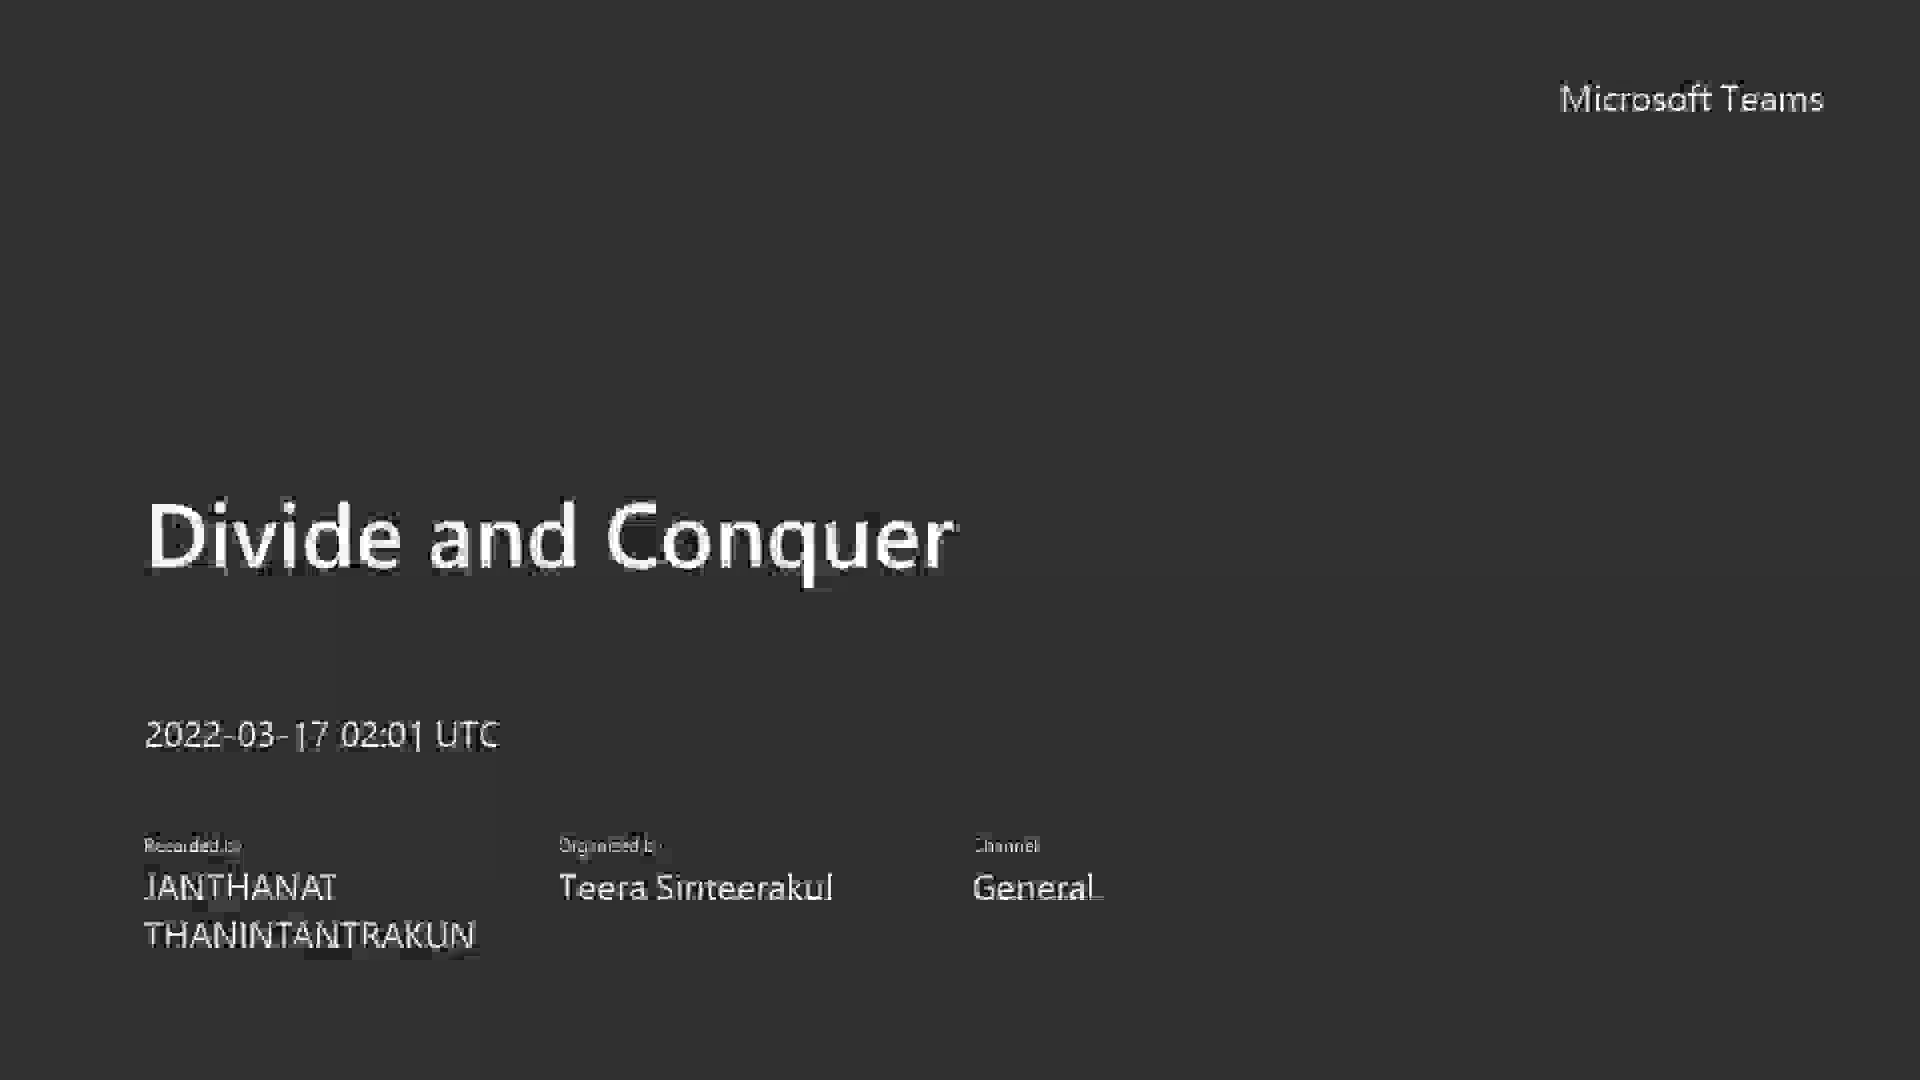 Microsoft Teams
Divide and Conquer
2022-03-17 02:01 UTC
Recorded by
Organized by
Channel
JANTHANAT
Teera Sinteerakul
General
THANINTANTRAKUN